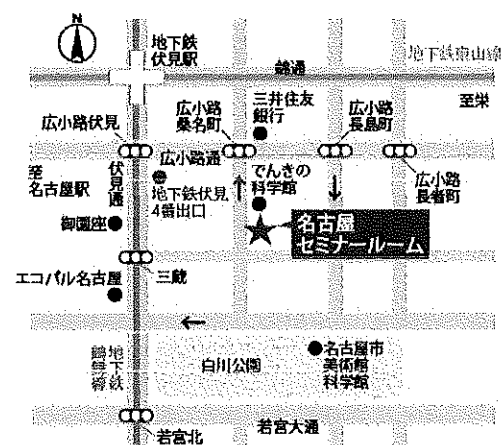 N
地下鉄
伏見駅
地下鉄東山線
錦通
至栄
三井住友
銀行
広小路伏見
広小路
桑名町
広小路
長島町
広小路通
至
名古屋駅
伏見通
地下鉄伏見
4番出口
でんきの
科学館
広小路
長者町
御園座
名古屋
セミナールーム
三蔵
エコパル名古屋
地下鉄
鶴舞線
白川公園
名古屋市
美術館
科学館
若宮大通
若宮北